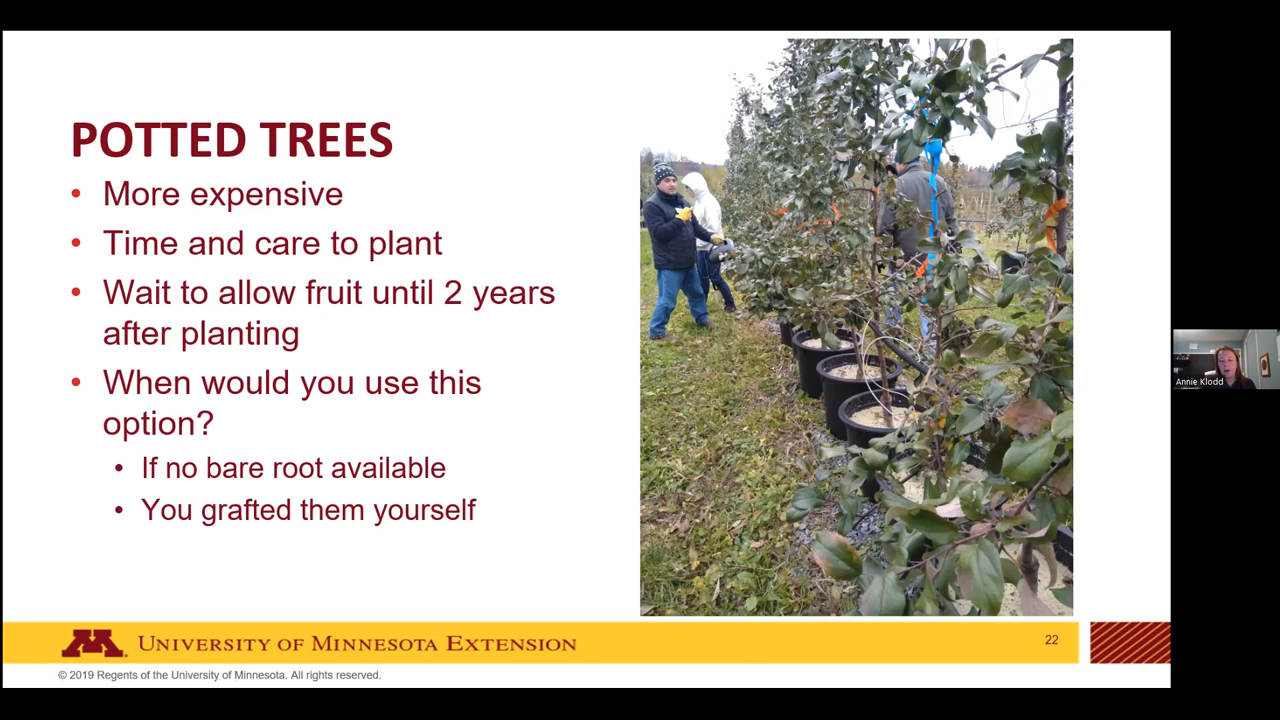 POTTED TREES
• More expensive
• Time and care to plant
• Wait to allow fruit until 2 years
after planting
• When would you use this
option?
• If no bare root available
• You grafted them yourself
M UNIVERSITY OF MINNESOTA EXTENSION
22
© 2019 Regents of the University of Minnesota. All rights reserved.
Annie Klodd